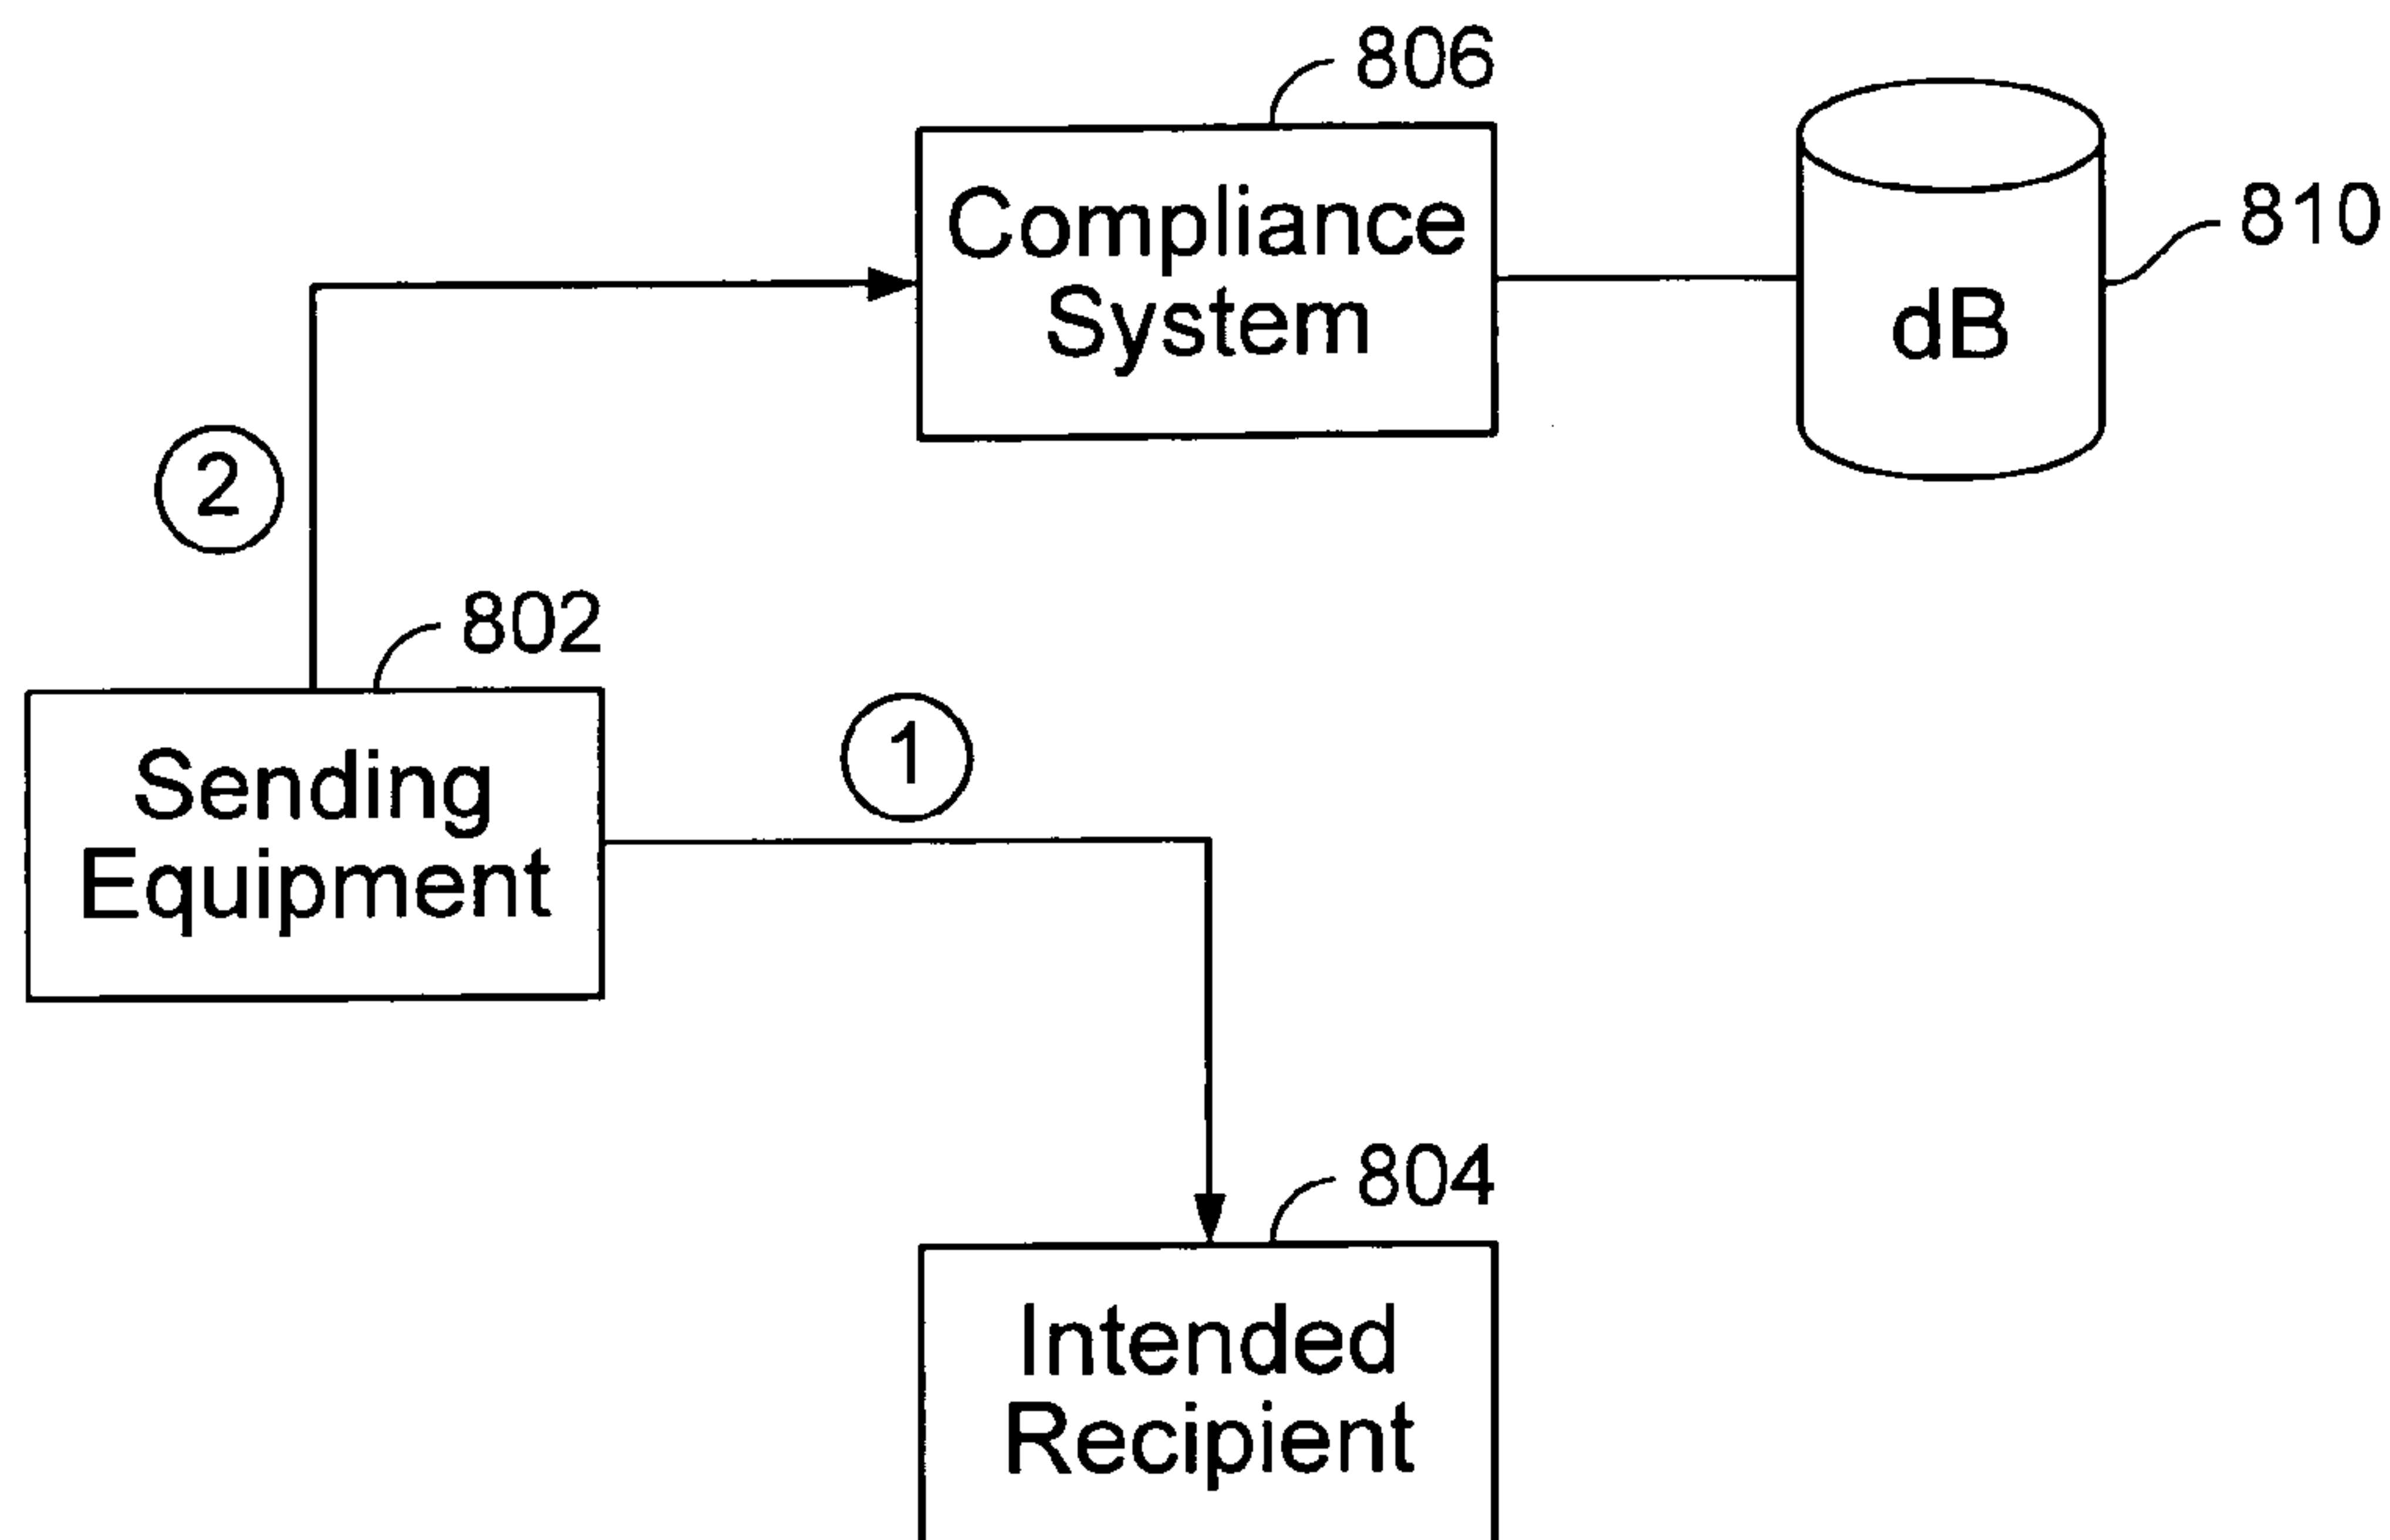 806
Compliance
System
810
dB
2
802
Sending
Equipment
1
804
Intended
Recipient